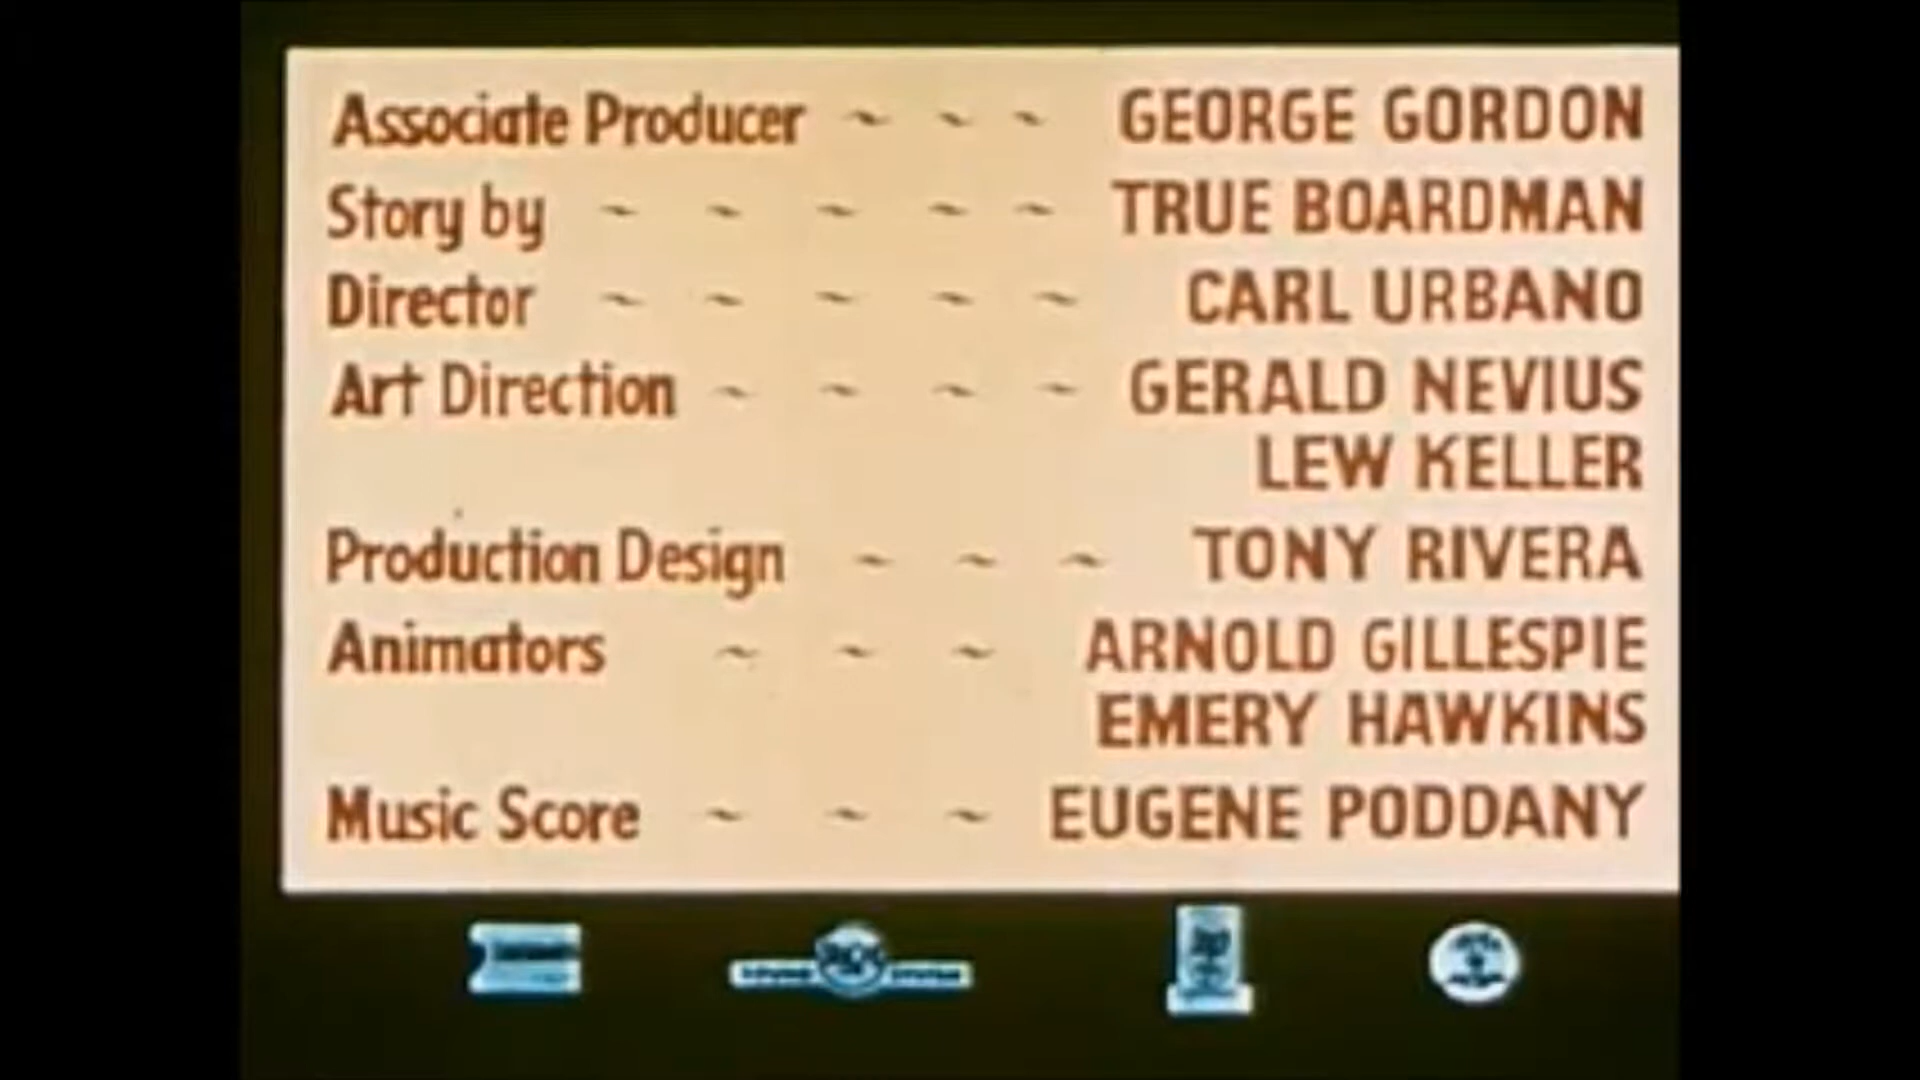 Associate Producer ~ ~ ~ GEORGE GORDON
Story by ~ ~ ~ ~ ~ TRUE BOARDMAN
Director ~ ~ ~ ~ ~ CARL URBANO
Art Direction ~ ~ ~ ~ GERALD NEVIUS
LEW KELLER
Production Design ~ ~ ~ TONY RIVERA
Animators ~ ~ ~ ARNOLD GILLESPIE
EMERY HAWKINS
Music Score ~ ~ ~ EUGENE PODDANY
RCA